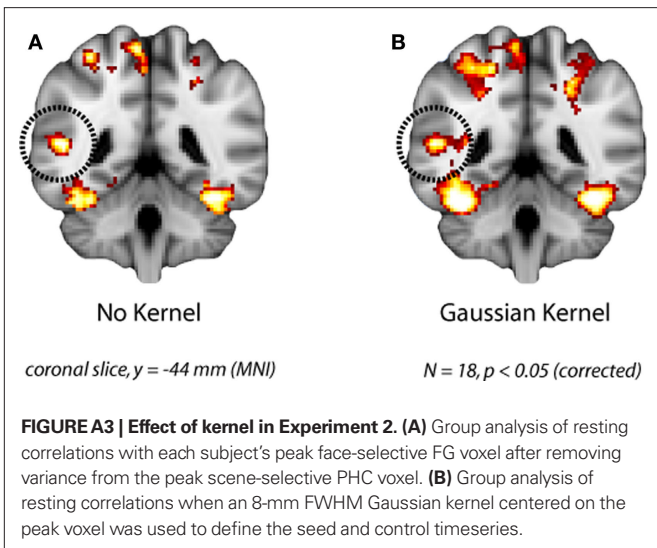 A
B
No Kernel
Gaussian Kernel
coronal slice, y = -44 mm (MNI)
N = 18, p < 0.05 (corrected)
FIGURE A3 | Effect of kernel in Experiment 2. (A) Group analysis of resting
correlations with each subject's peak face-selective FG voxel after removing
variance from the peak scene-selective PHC voxel. (B) Group analysis of
resting correlations when an 8-mm FWHM Gaussian kernel centered on the
peak voxel was used to define the seed and control timeseries.